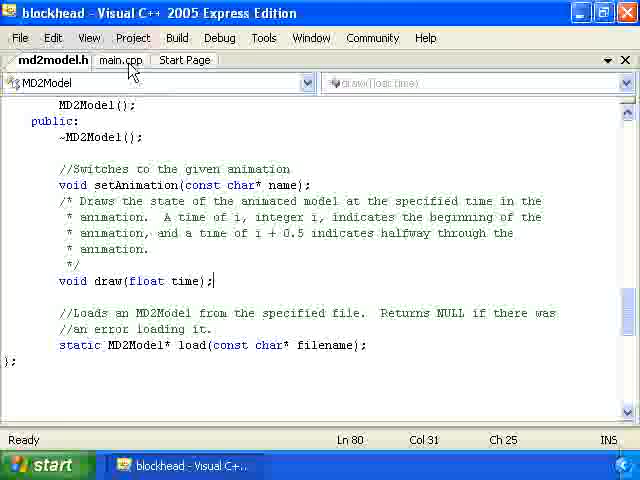 blockhead - Visual C++ 2005 Express Edition
File Edit View Project Build Debug Tools Window Community Help
md2model.h main.cpp Start Page
MD2Model draw(float time)
MD2Model();
public:
~MD2Model();
//Switches to the given animation
void setAnimation(const char* name);
/* Draws the state of the animated model at the specified time in the
* animation.  A time of i, integer i, indicates the beginning of the
* animation, and a time of i + 0.5 indicates halfway through the
* animation.
*/
void draw(float time);
//Loads an MD2Model from the specified file.  Returns NULL if there was
//an error loading it.
static MD2Model* load(const char* filename);
};
Ready Ln 80 Col 31 Ch 25 INS
start blockhead - Visual C++...